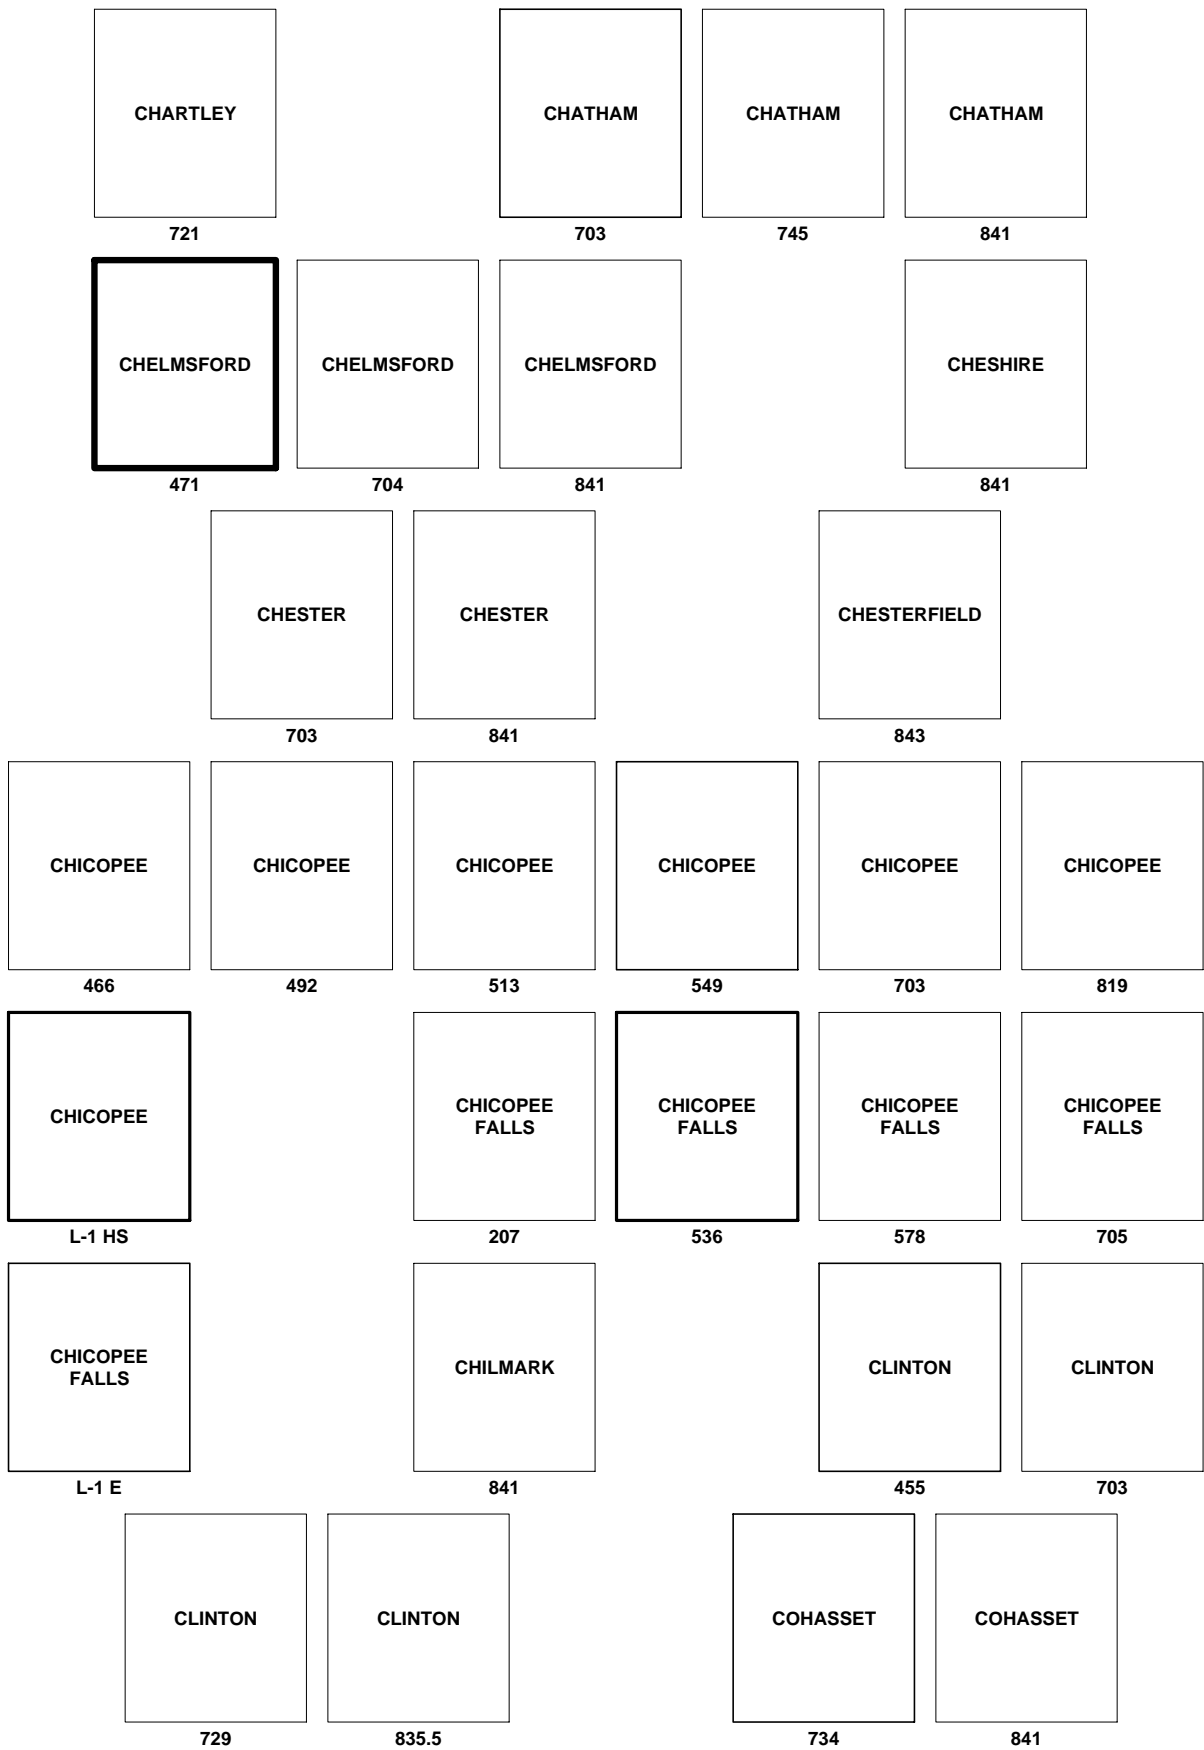 CHARTLEY
CHATHAM
CHATHAM
CHATHAM
721
703
745
841
CHELMSFORD
CHELMSFORD
CHELMSFORD
CHESHIRE
471
704
841
841
CHESTER
CHESTER
CHESTERFIELD
703
841
843
CHICOPEE
CHICOPEE
CHICOPEE
CHICOPEE
CHICOPEE
CHICOPEE
466
492
513
549
703
819
CHICOPEE
CHICOPEE
FALLS
CHICOPEE
FALLS
CHICOPEE
FALLS
CHICOPEE
FALLS
L-1 HS
207
536
578
705
CHICOPEE
FALLS
CHILMARK
CLINTON
CLINTON
L-1 E
841
455
703
CLINTON
CLINTON
COHASSET
COHASSET
729
835.5
734
841